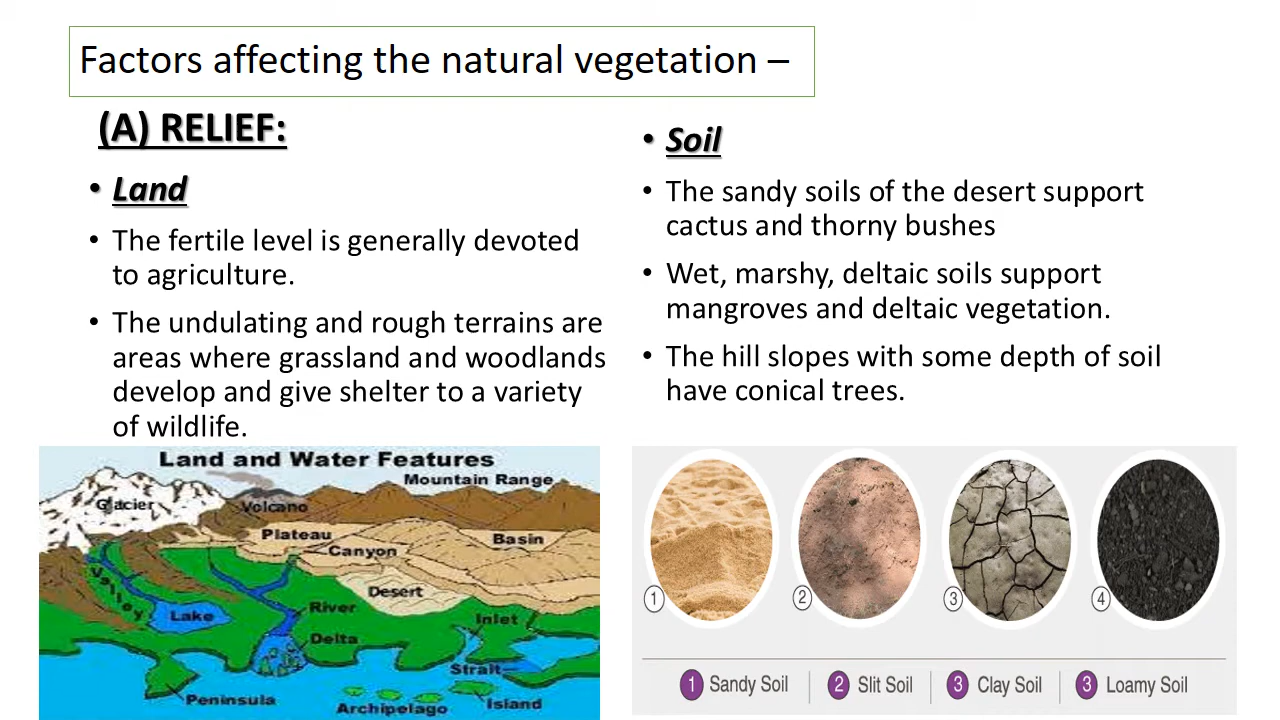 Factors affecting the natural vegetation –
(A) RELIEF:
• Land
• The fertile level is generally devoted
to agriculture.
• The undulating and rough terrains are
areas where grassland and woodlands
develop and give shelter to a variety
of wildlife.
• Soil
• The sandy soils of the desert support
cactus and thorny bushes
• Wet, marshy, deltaic soils support
mangroves and deltaic vegetation.
• The hill slopes with some depth of soil
have conical trees.
Land and Water Features
Mountain Range
Glacier
Volcano
Plateau
Basin
Canyon
Valley
Desert
River
Lake
Inlet
Delta
Strait
Peninsula
Archipelago
Island
1
2
3
4
1 Sandy Soil
2 Slit Soil
3 Clay Soil
3 Loamy Soil